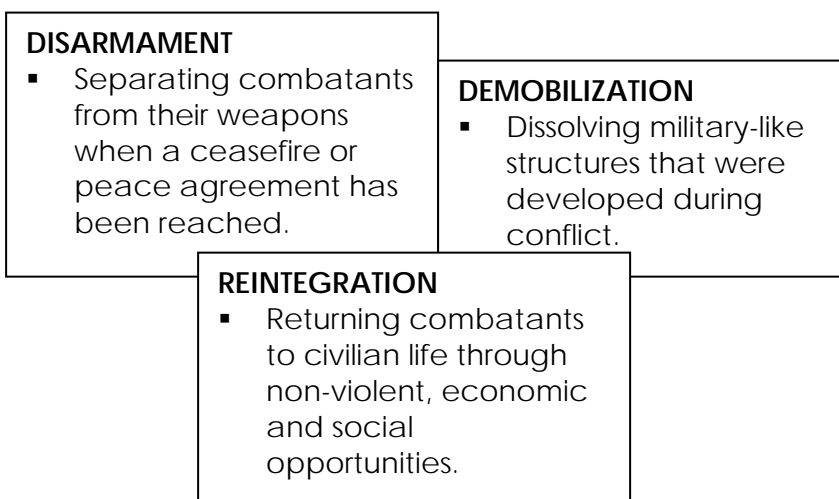 DISARMAMENT
▪ Separating combatants
from their weapons
when a ceasefire or
peace agreement has
been reached.
DEMOBILIZATION
▪ Dissolving military-like
structures that were
developed during
conflict.
REINTEGRATION
▪ Returning combatants
to civilian life through
non-violent, economic
and social
opportunities.